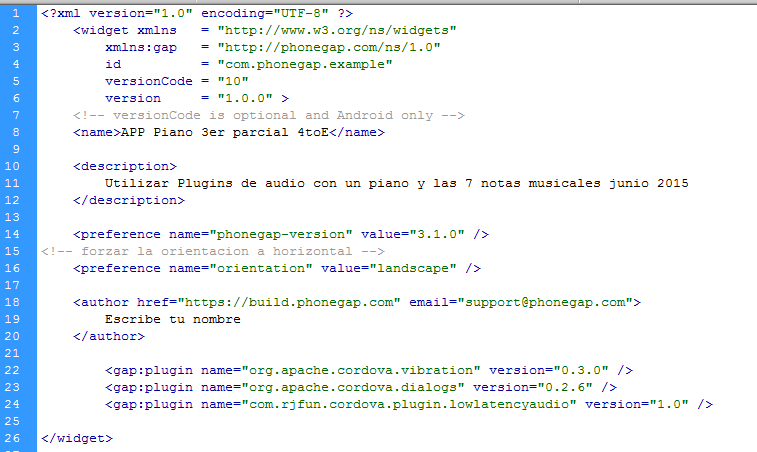 1 <?xml version="1.0" encoding="UTF-8" ?>
2 <widget xmlns = "http://www.w3.org/ns/widgets"
3 xmlns:gap = "http://phonegap.com/ns/1.0"
4 id = "com.phonegap.example"
5 versionCode = "10"
6 version = "1.0.0" >
7 <!-- versionCode is optional and Android only -->
8 <name>APP Piano 3er parcial 4toE</name>
9
10 <description>
11 Utilizar Plugins de audio con un piano y las 7 notas musicales junio 2015
12 </description>
13
14 <preference name="phonegap-version" value="3.1.0" />
15 <!-- forzar la orientacion a horizontal -->
16 <preference name="orientation" value="landscape" />
17
18 <author href="https://build.phonegap.com" email="support@phonegap.com">
19 Escribe tu nombre
20 </author>
21
22 <gap:plugin name="org.apache.cordova.vibration" version="0.3.0" />
23 <gap:plugin name="org.apache.cordova.dialogs" version="0.2.6" />
24 <gap:plugin name="com.rjfun.cordova.plugin.lowlatencyaudio" version="1.0" />
25
26 </widget>